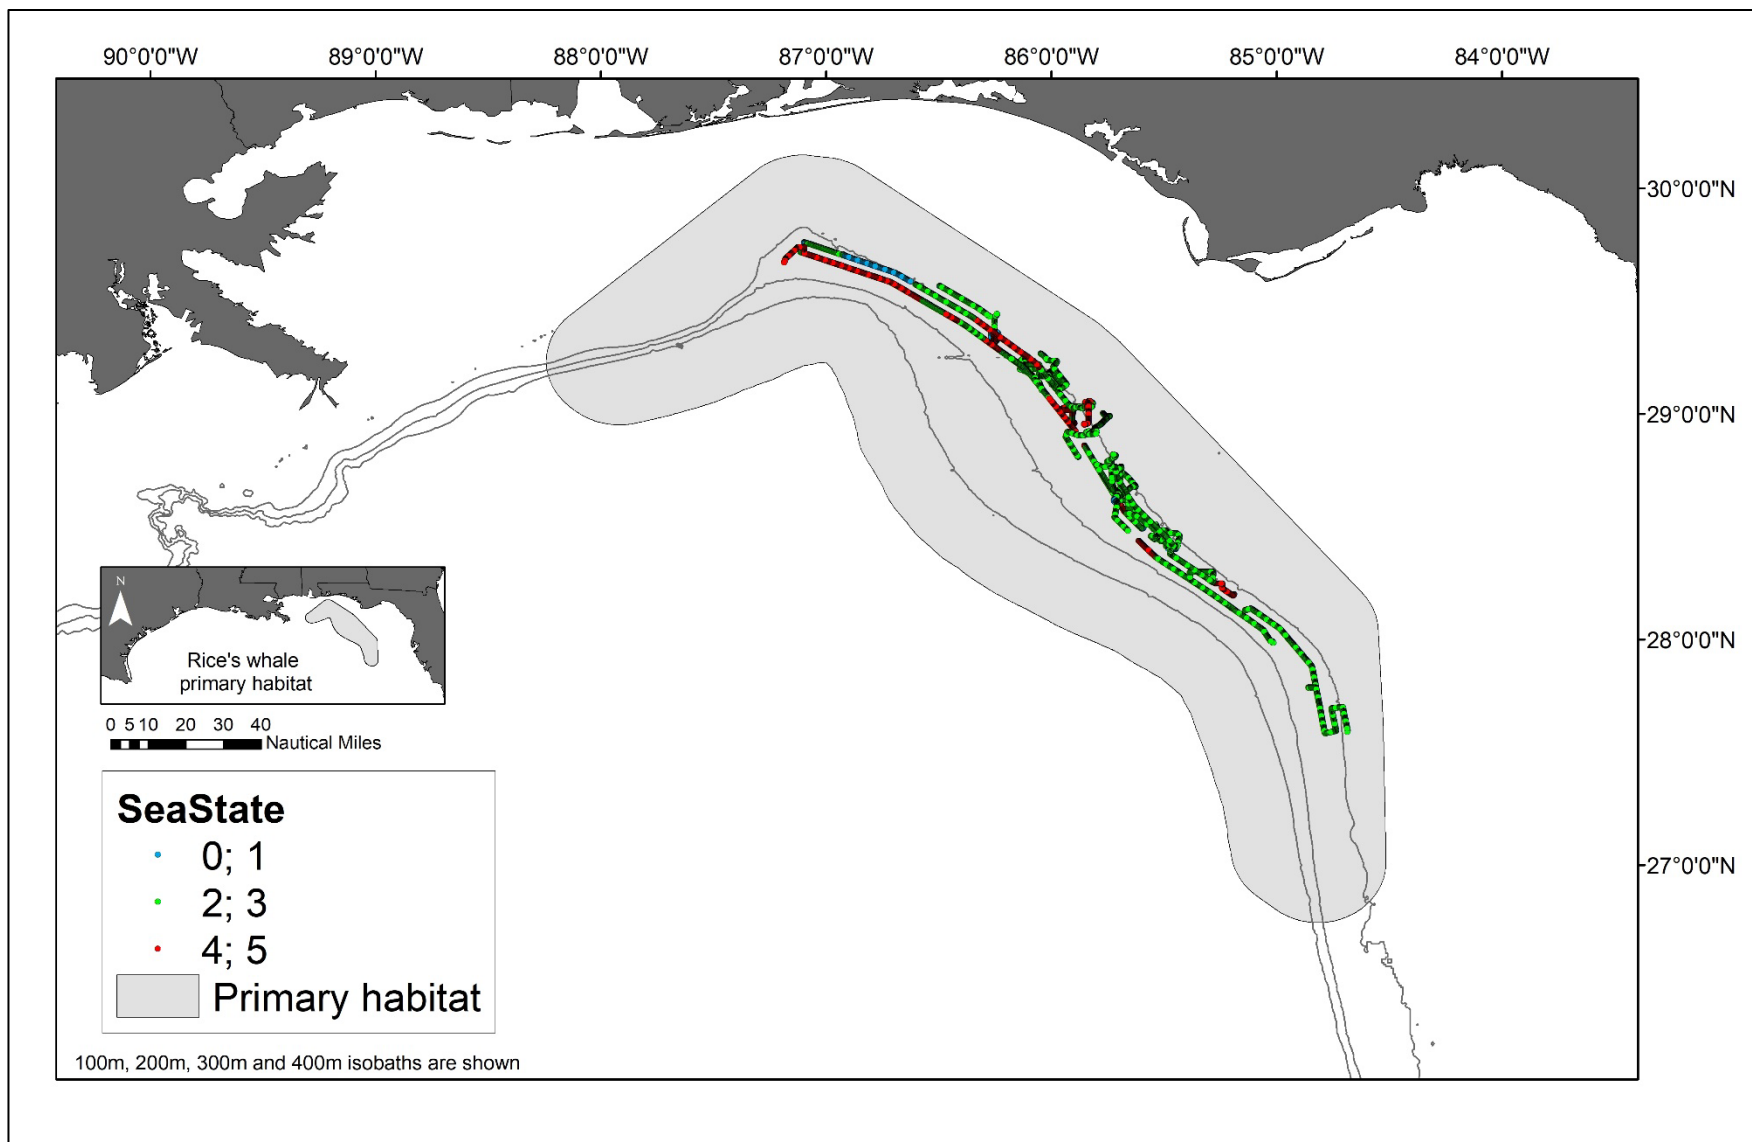 90°0'0"W 89°0'0"W 88°0'0"W 87°0'0"W 86°0'0"W 85°0'0"W 84°0'0"W
30°0'0"N
29°0'0"N
28°0'0"N
27°0'0"N
N
Rice's whale
primary habitat
0 5 10 20 30 40
Nautical Miles
SeaState
0; 1
2; 3
4; 5
Primary habitat
100m, 200m, 300m and 400m isobaths are shown